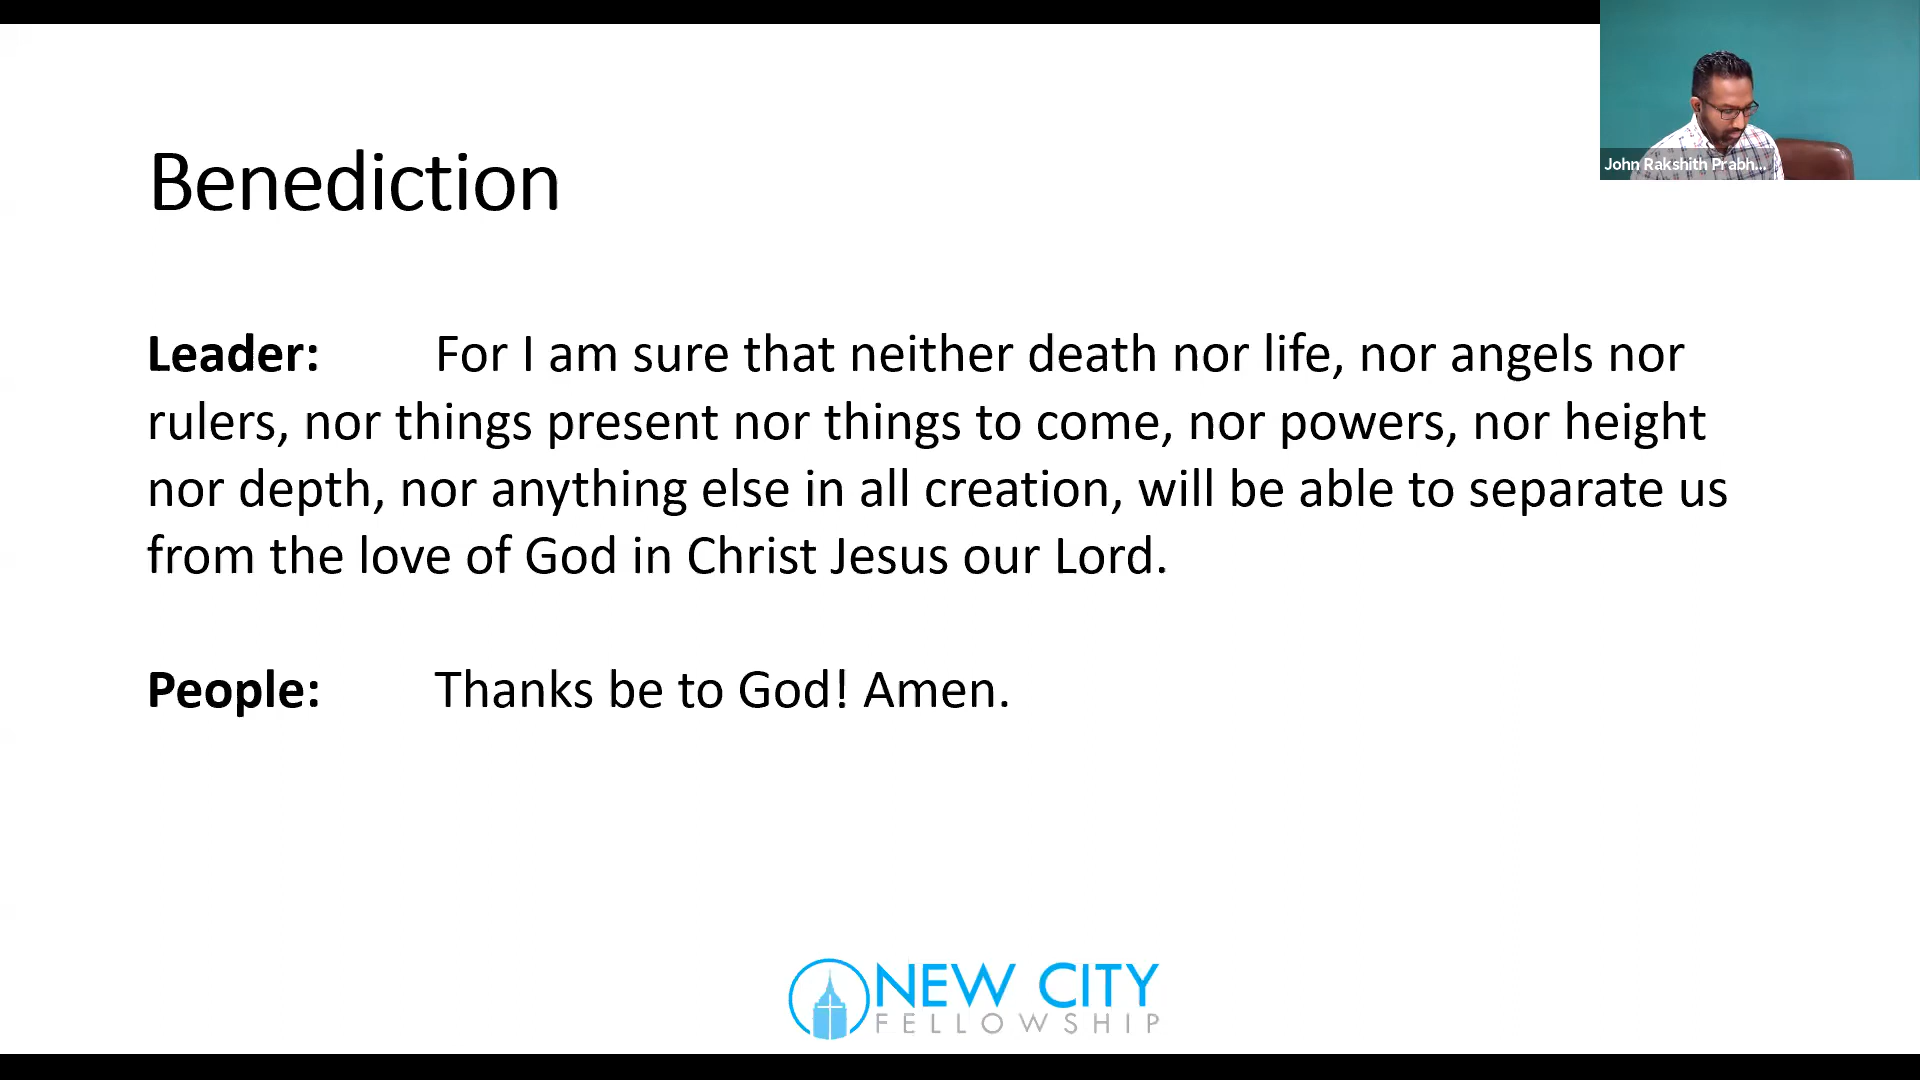 John Rakshith Prabh...
Benediction
Leader: For I am sure that neither death nor life, nor angels nor
rulers, nor things present nor things to come, nor powers, nor height
nor depth, nor anything else in all creation, will be able to separate us
from the love of God in Christ Jesus our Lord.
People: Thanks be to God! Amen.
NEW CITY
FELLOWSHIP